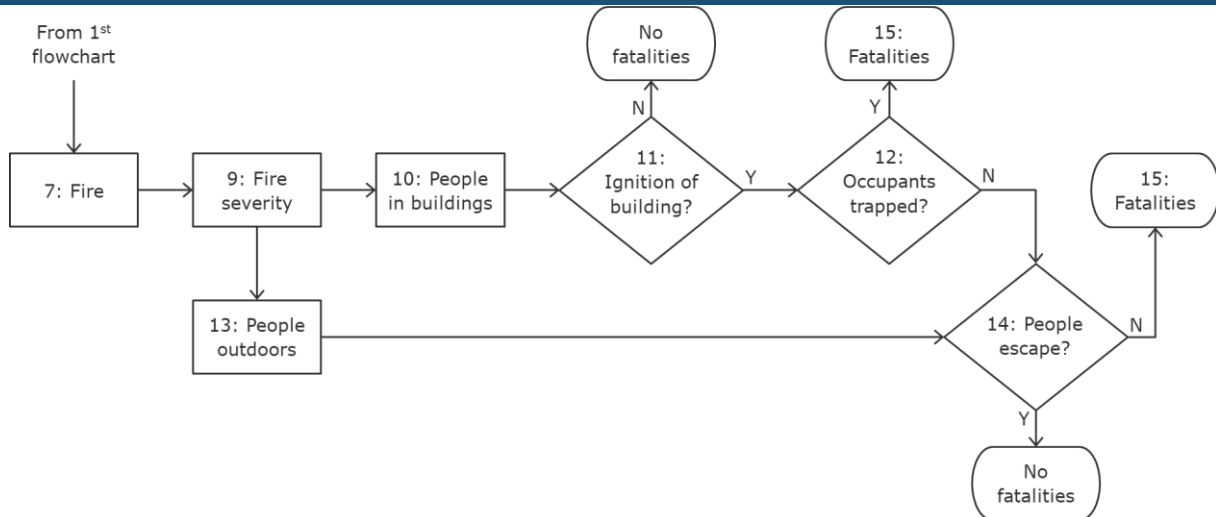 From 1st
flowchart
7: Fire
9: Fire
severity
10: People
in buildings
11:
Ignition of
building?
N
No
fatalities
Y
12:
Occupants
trapped?
Y
15:
Fatalities
N
13: People
outdoors
14: People
escape?
N
15:
Fatalities
Y
No
fatalities